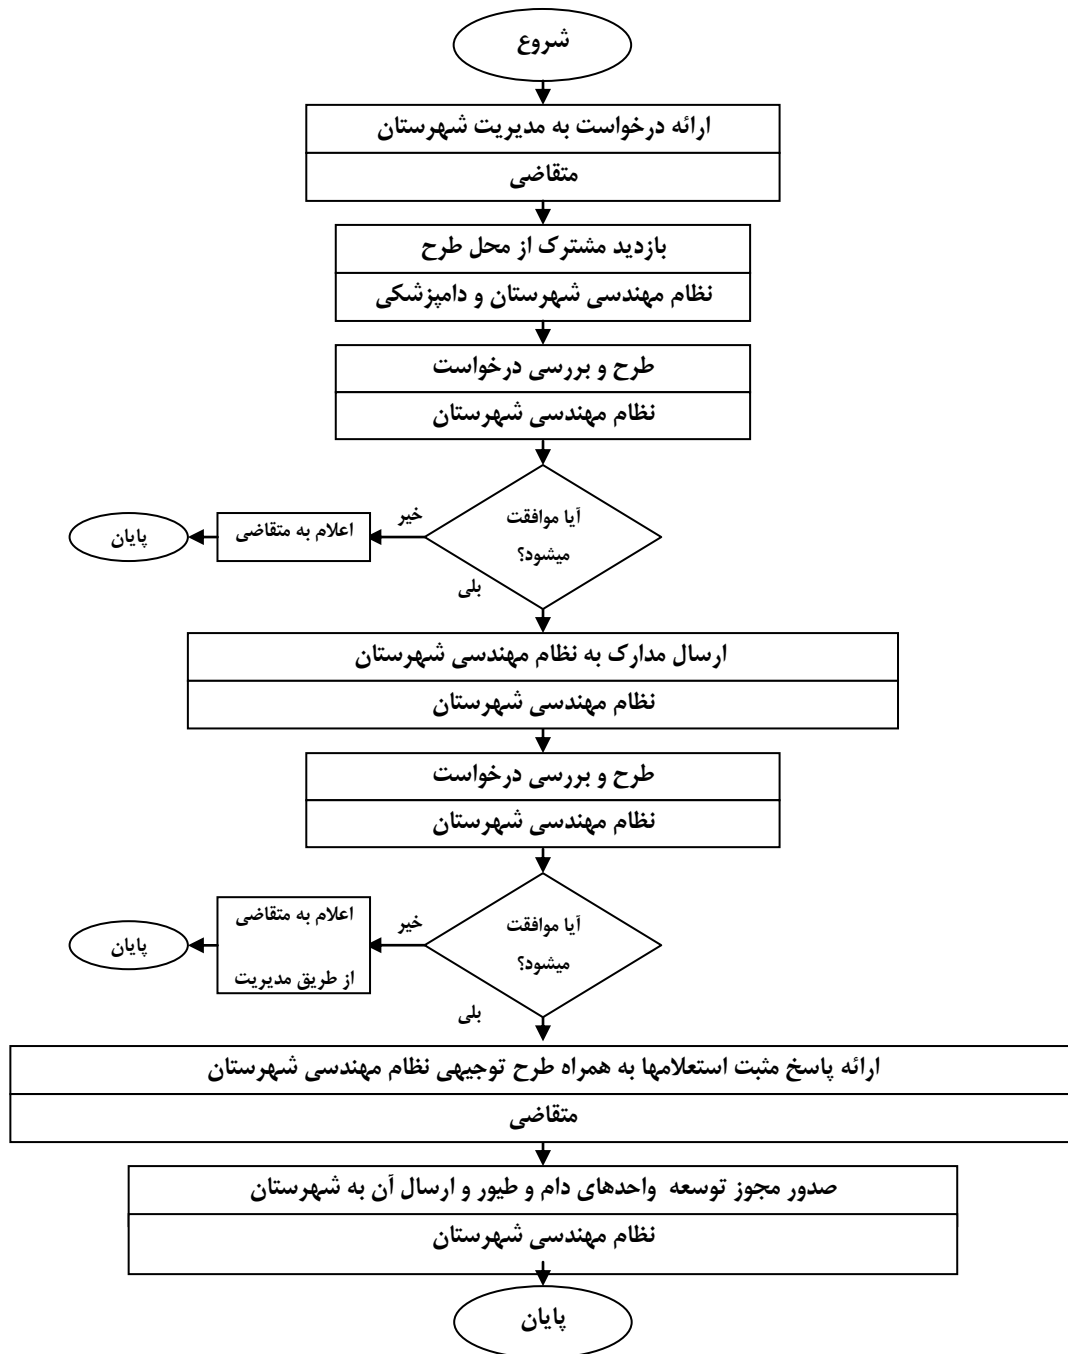 شروع
ارائه درخواست به مدیریت شهرستان
متقاضی
بازدید مشترک از محل طرح
نظام مهندسی شهرستان و دامپزشکی
طرح و بررسی درخواست
نظام مهندسی شهرستان
آیا موافقت
میشود؟
خیر
اعلام به متقاضی
پایان
بلی
ارسال مدارک به نظام مهندسی شهرستان
نظام مهندسی شهرستان
طرح و بررسی درخواست
نظام مهندسی شهرستان
آیا موافقت
میشود؟
خیر
اعلام به متقاضی
از طریق مدیریت
پایان
بلی
ارائه پاسخ مثبت استعلامها به همراه طرح توجیهی نظام مهندسی شهرستان
متقاضی
صدور مجوز توسعه واحدهای دام و طیور و ارسال آن به شهرستان
نظام مهندسی شهرستان
پایان